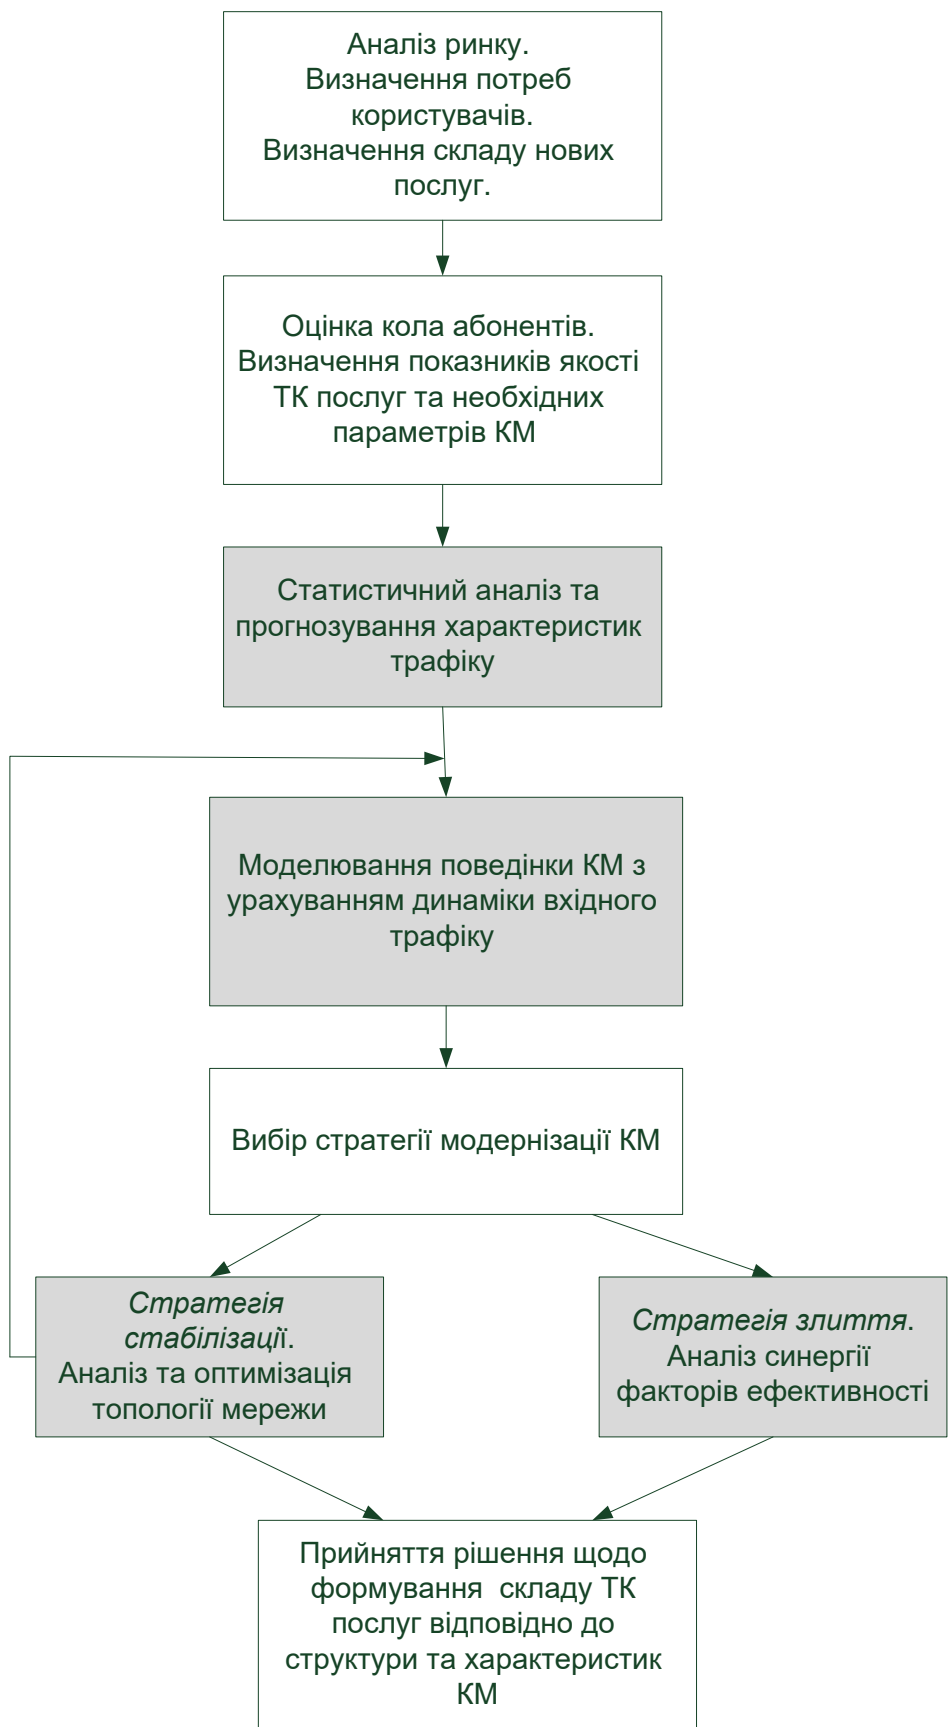 Аналіз ринку.
Визначення потреб
користувачів.
Визначення складу нових
послуг.
Оцінка кола абонентів.
Визначення показників якості
ТК послуг та необхідних
параметрів КМ
Статистичний аналіз та
прогнозування характеристик
трафіку
Моделювання поведінки КМ з
урахуванням динаміки вхідного
трафіку
Вибір стратегії модернізації КМ
Стратегія
стабілізації.
Аналіз та оптимізація
топології мережи
Стратегія злиття.
Аналіз синергії
факторів ефективності
Прийняття рішення щодо
формування складу ТК
послуг відповідно до
структури та характеристик
КМ